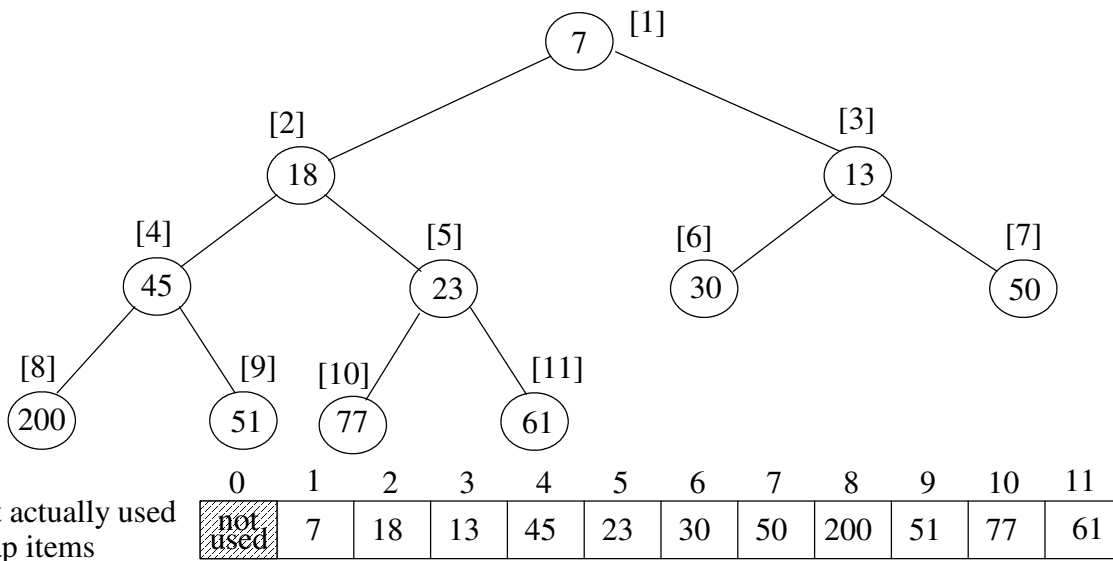 7 [1]
[2] [3]
18 13
[4] [5] [6] [7]
45 23 30 50
[8] [9] [10] [11]
200 51 77 61
0 1 2 3 4 5 6 7 8 9 10 11
actually used
not used 7 18 13 45 23 30 50 200 51 77 61
items